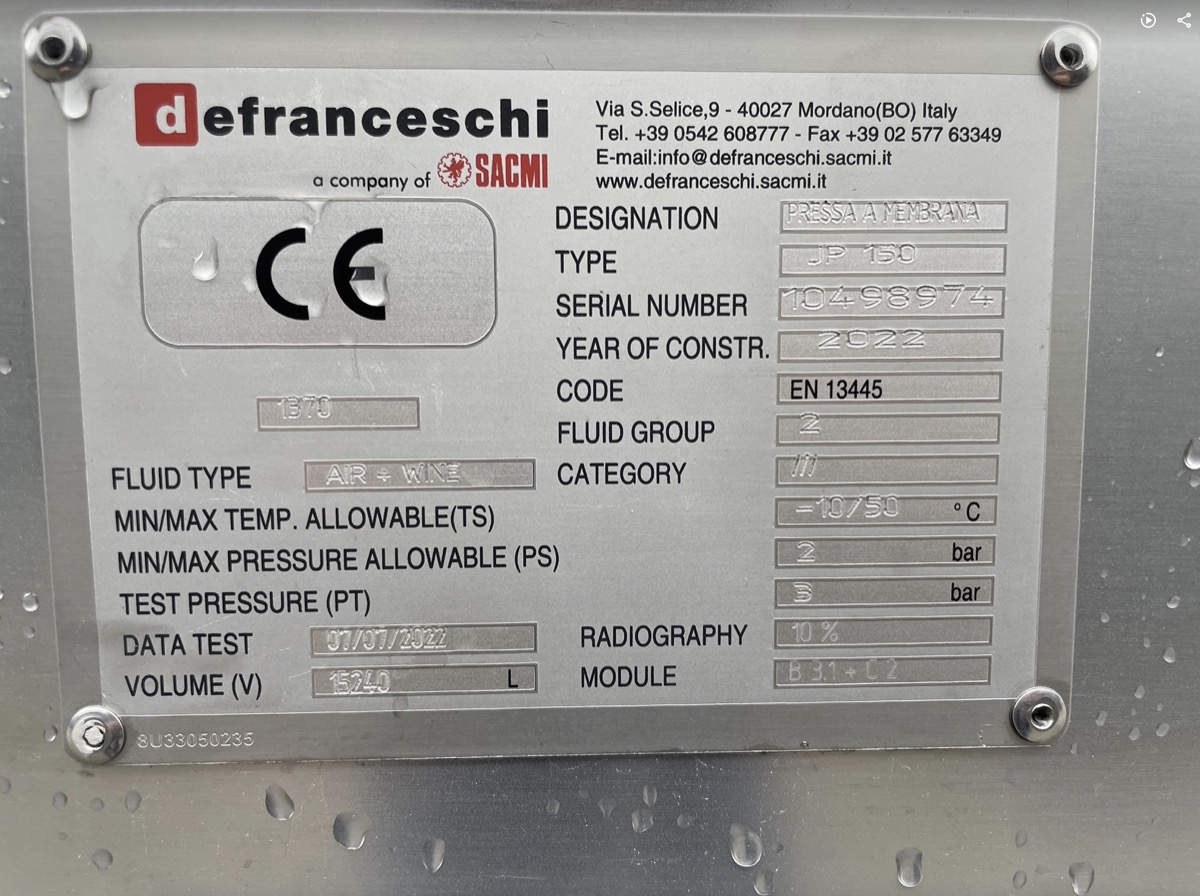 defranceschi
a company of SACMI
Via S.Selice,9 - 40027 Mordano(BO) Italy
Tel. +39 0542 608777 - Fax +39 02 577 63349
E-mail:info@defranceschi.sacmi.it
www.defranceschi.sacmi.it
CE
1370
DESIGNATION PRESSA A MEMBRANA
TYPE JP 150
SERIAL NUMBER 10498974
YEAR OF CONSTR. 2022
CODE EN 13445
FLUID GROUP 2
FLUID TYPE AIR + WINE CATEGORY III
MIN/MAX TEMP. ALLOWABLE(TS) -10/50 °C
MIN/MAX PRESSURE ALLOWABLE (PS) 2 bar
TEST PRESSURE (PT) 3 bar
DATA TEST 07/07/2022 RADIOGRAPHY 10 %
VOLUME (V) 15240 L MODULE B 3.1 + C 2
8U33050235